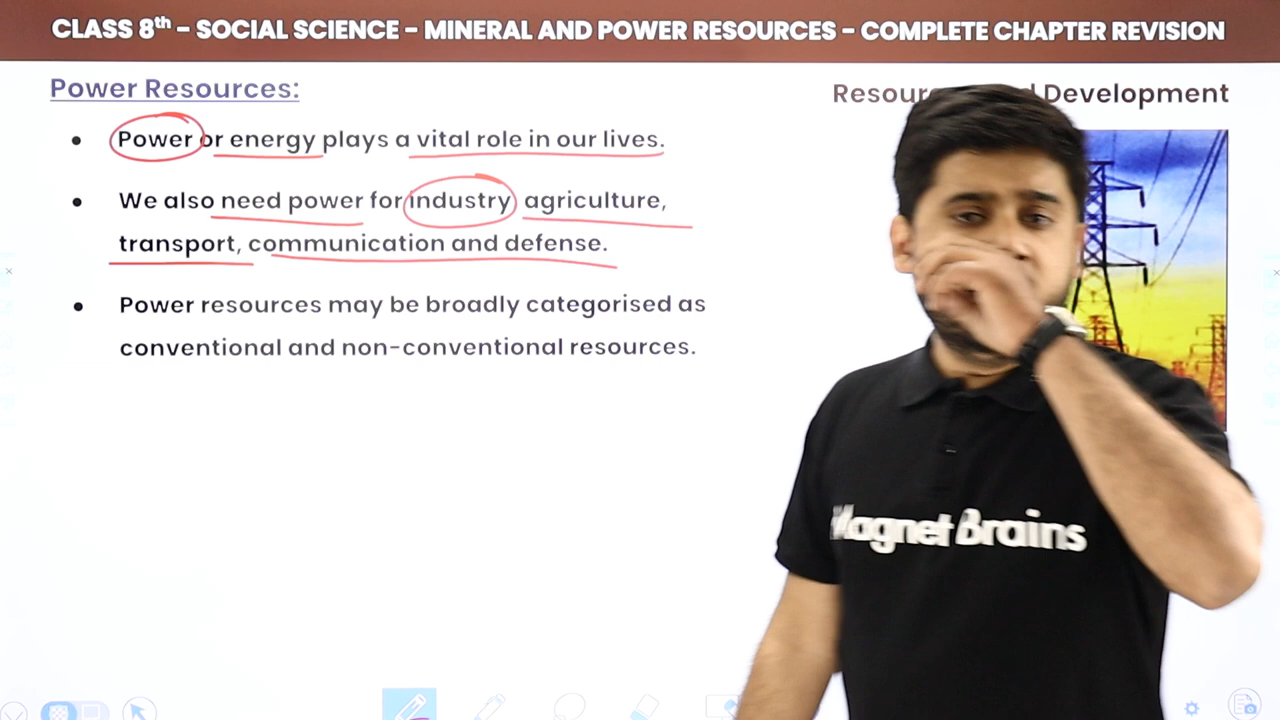 CLASS 8th – SOCIAL SCIENCE – MINERAL AND POWER RESOURCES – COMPLETE CHAPTER REVISION
Power Resources:
Development
• Power or energy plays a vital role in our lives.
• We also need power for industry agriculture,
transport, communication and defense.
• Power resources may be broadly categorised as
conventional and non-conventional resources.
Magnet Brains